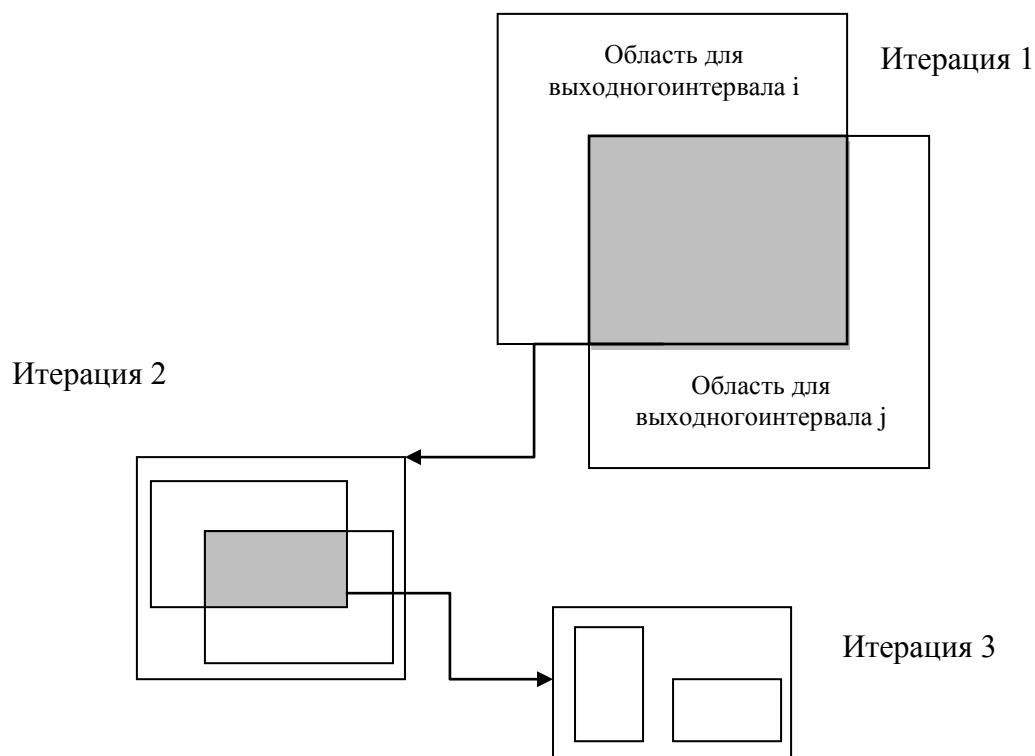 Область для
выходногоинтервала i
Итерация 1
Область для
выходногоинтервала j
Итерация 2
Итерация 3